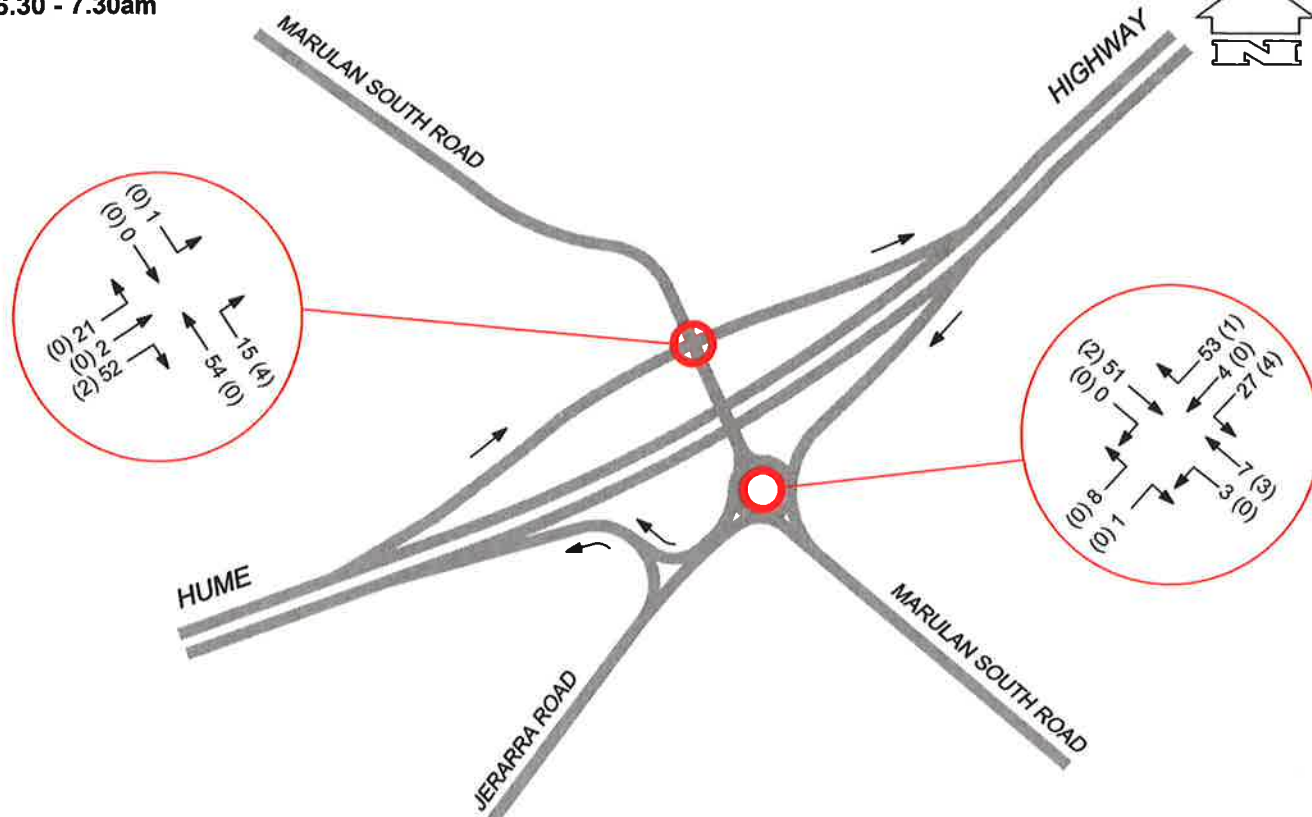 6.30 - 7.30am
N
MARULAN SOUTH ROAD
HIGHWAY
(0) 1
(0) 0
(0) 21
(0) 2
(2) 52
15 (4)
54 (0)
(2) 51
(0) 0
53 (1)
4 (0)
27 (4)
7 (3)
3 (0)
(0) 8
(0) 1
HUME
JERARRA ROAD
MARULAN SOUTH ROAD